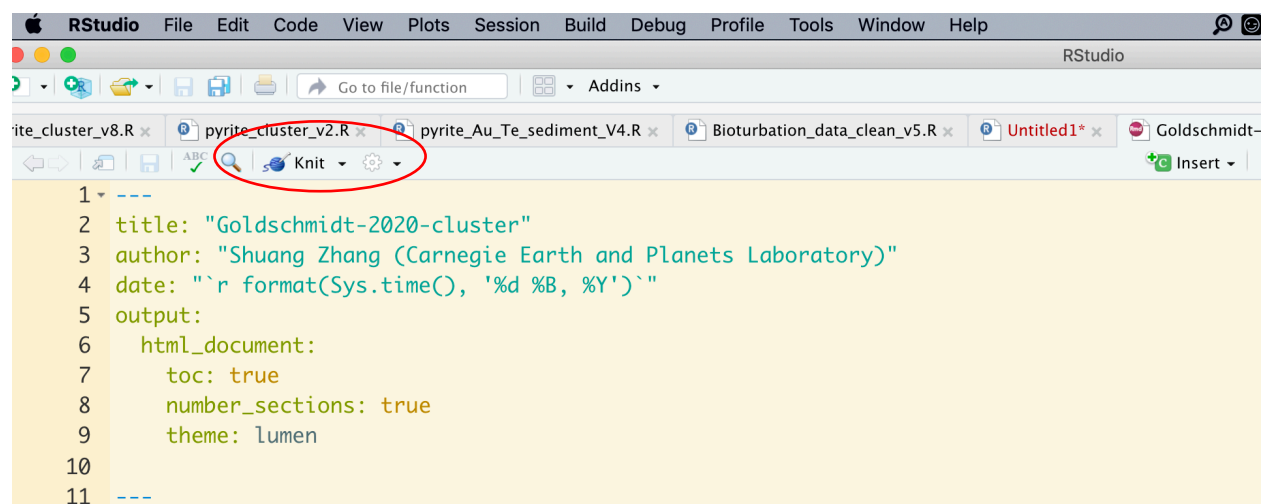 RStudio File Edit Code View Plots Session Build Debug Profile Tools Window Help
RStudio
Go to file/function Addins
rite_cluster_v8.R pyrite_cluster_v2.R pyrite_Au_Te_sediment_V4.R Bioturbation_data_clean_v5.R Untitled1* Goldschmidt-
ABC Knit Insert
1 ---
2 title: "Goldschmidt-2020-cluster"
3 author: "Shuang Zhang (Carnegie Earth and Planets Laboratory)"
4 date: "`r format(Sys.time(), '%d %B, %Y')`"
5 output:
6 html_document:
7 toc: true
8 number_sections: true
9 theme: lumen
10
11 ---